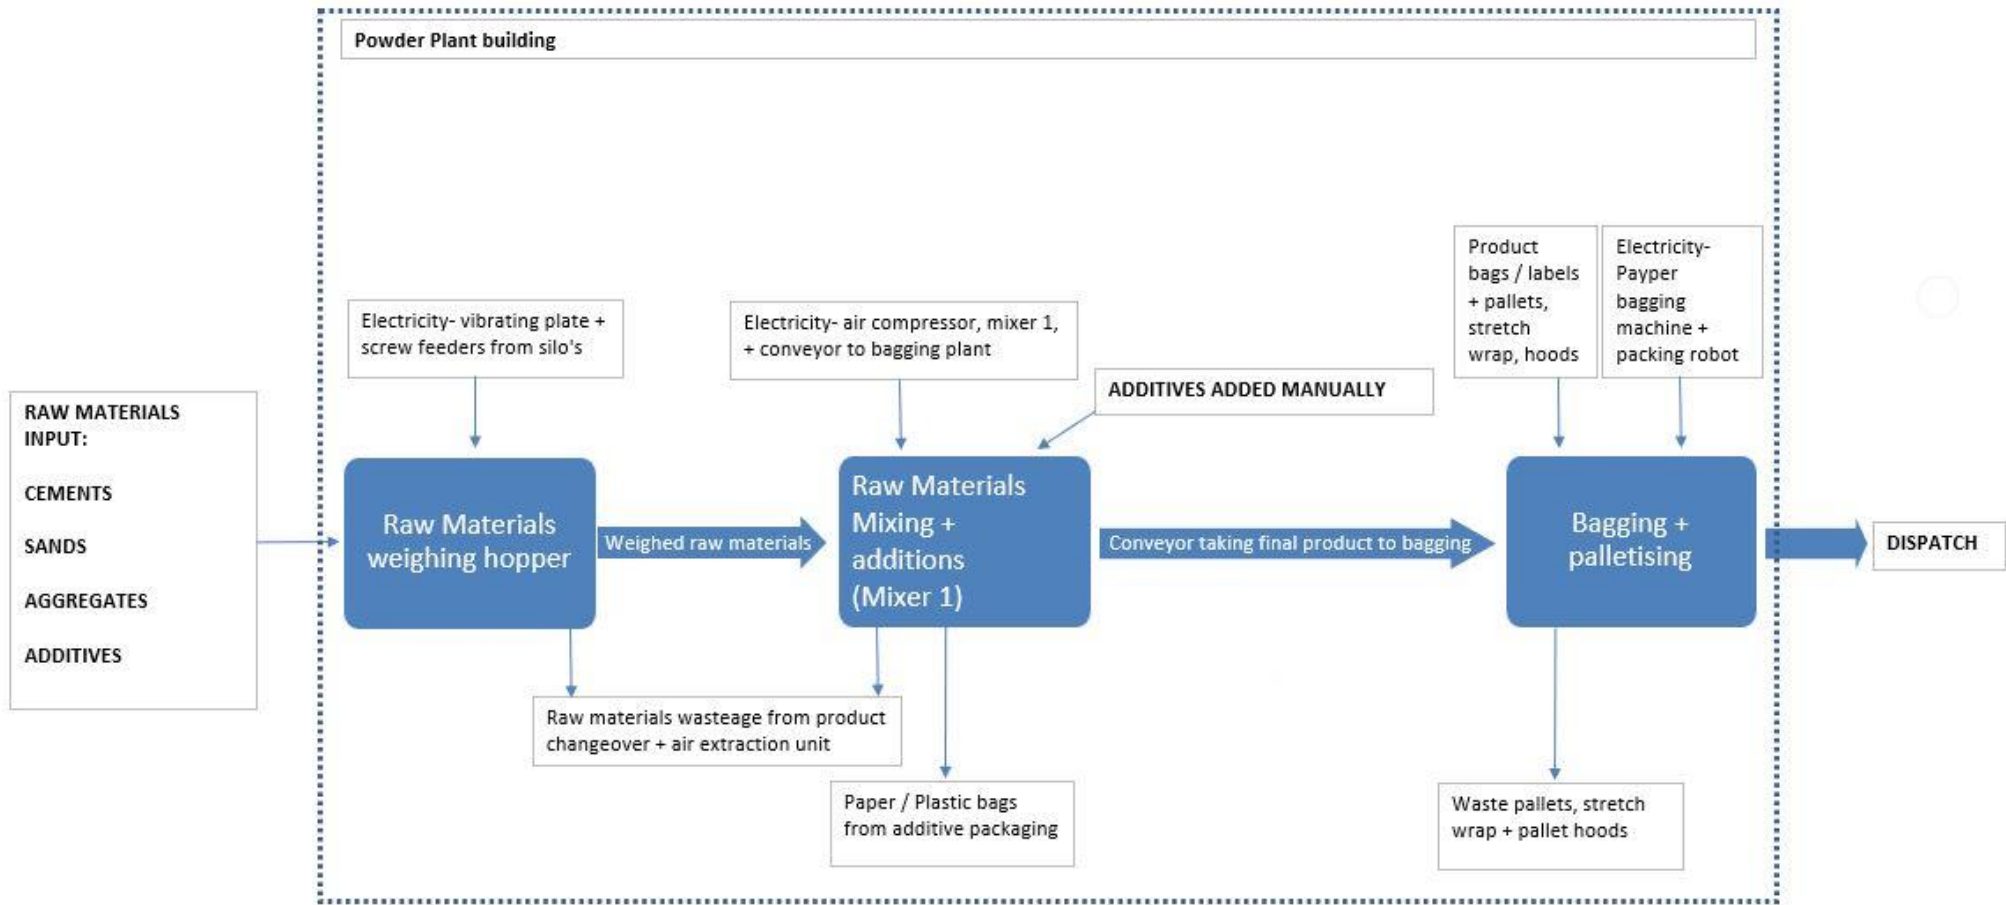 Powder Plant building
Product
bags / labels
+ pallets,
stretch
wrap, hoods
Electricity-
Payper
bagging
machine +
packing robot
Electricity- vibrating plate +
screw feeders from silo's
Electricity- air compressor, mixer 1,
+ conveyor to bagging plant
ADDITIVES ADDED MANUALLY
RAW MATERIALS
INPUT:
CEMENTS
SANDS
AGGREGATES
ADDITIVES
Raw Materials
weighing hopper
Weighed raw materials
Raw Materials
Mixing +
additions
(Mixer 1)
Conveyor taking final product to bagging
Bagging +
palletising
DISPATCH
Raw materials wasteage from product
changeover + air extraction unit
Paper / Plastic bags
from additive packaging
Waste pallets, stretch
wrap + pallet hoods